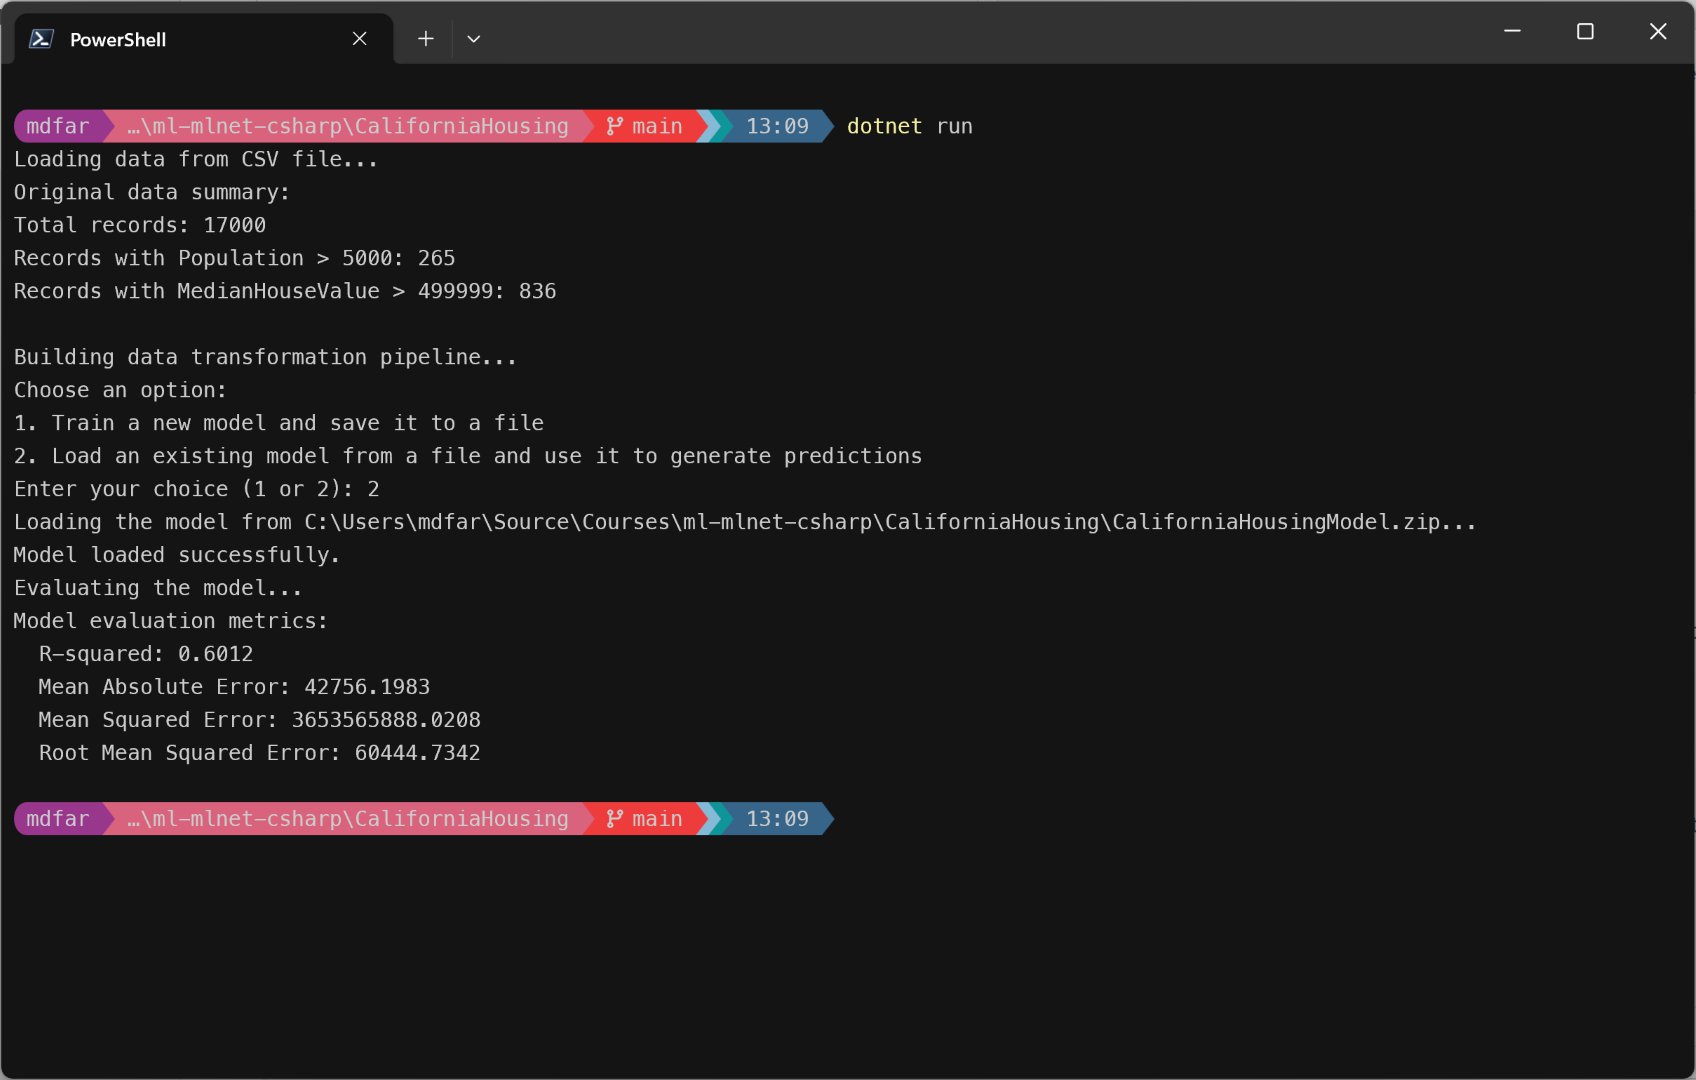 PowerShell
mdfar …\ml-mlnet-csharp\CaliforniaHousing main 13:09 dotnet run
Loading data from CSV file...
Original data summary:
Total records: 17000
Records with Population > 5000: 265
Records with MedianHouseValue > 499999: 836
Building data transformation pipeline...
Choose an option:
1. Train a new model and save it to a file
2. Load an existing model from a file and use it to generate predictions
Enter your choice (1 or 2): 2
Loading the model from C:\Users\mdfar\Source\Courses\ml-mlnet-csharp\CaliforniaHousing\CaliforniaHousingModel.zip...
Model loaded successfully.
Evaluating the model...
Model evaluation metrics:
R-squared: 0.6012
Mean Absolute Error: 42756.1983
Mean Squared Error: 3653565888.0208
Root Mean Squared Error: 60444.7342
mdfar …\ml-mlnet-csharp\CaliforniaHousing main 13:09